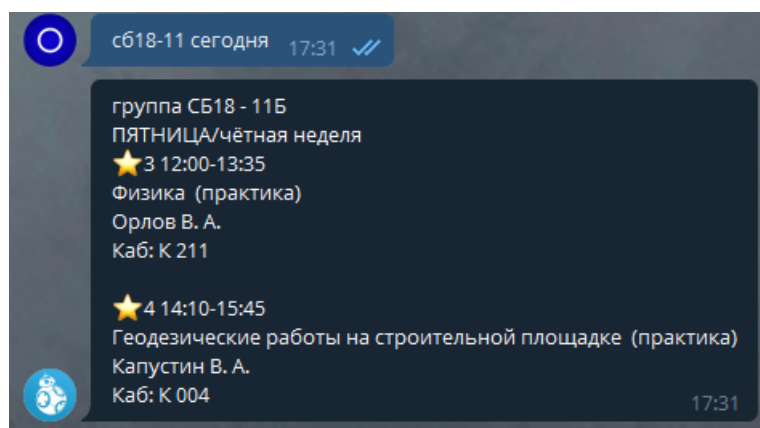 О
сб18-11 сегодня 17:31
группа СБ18 - 11Б
ПЯТНИЦА/чётная неделя
⭐3 12:00-13:35
Физика (практика)
Орлов В. А.
Каб: К 211
⭐4 14:10-15:45
Геодезические работы на строительной площадке (практика)
Капустин В. А.
Каб: К 004
17:31